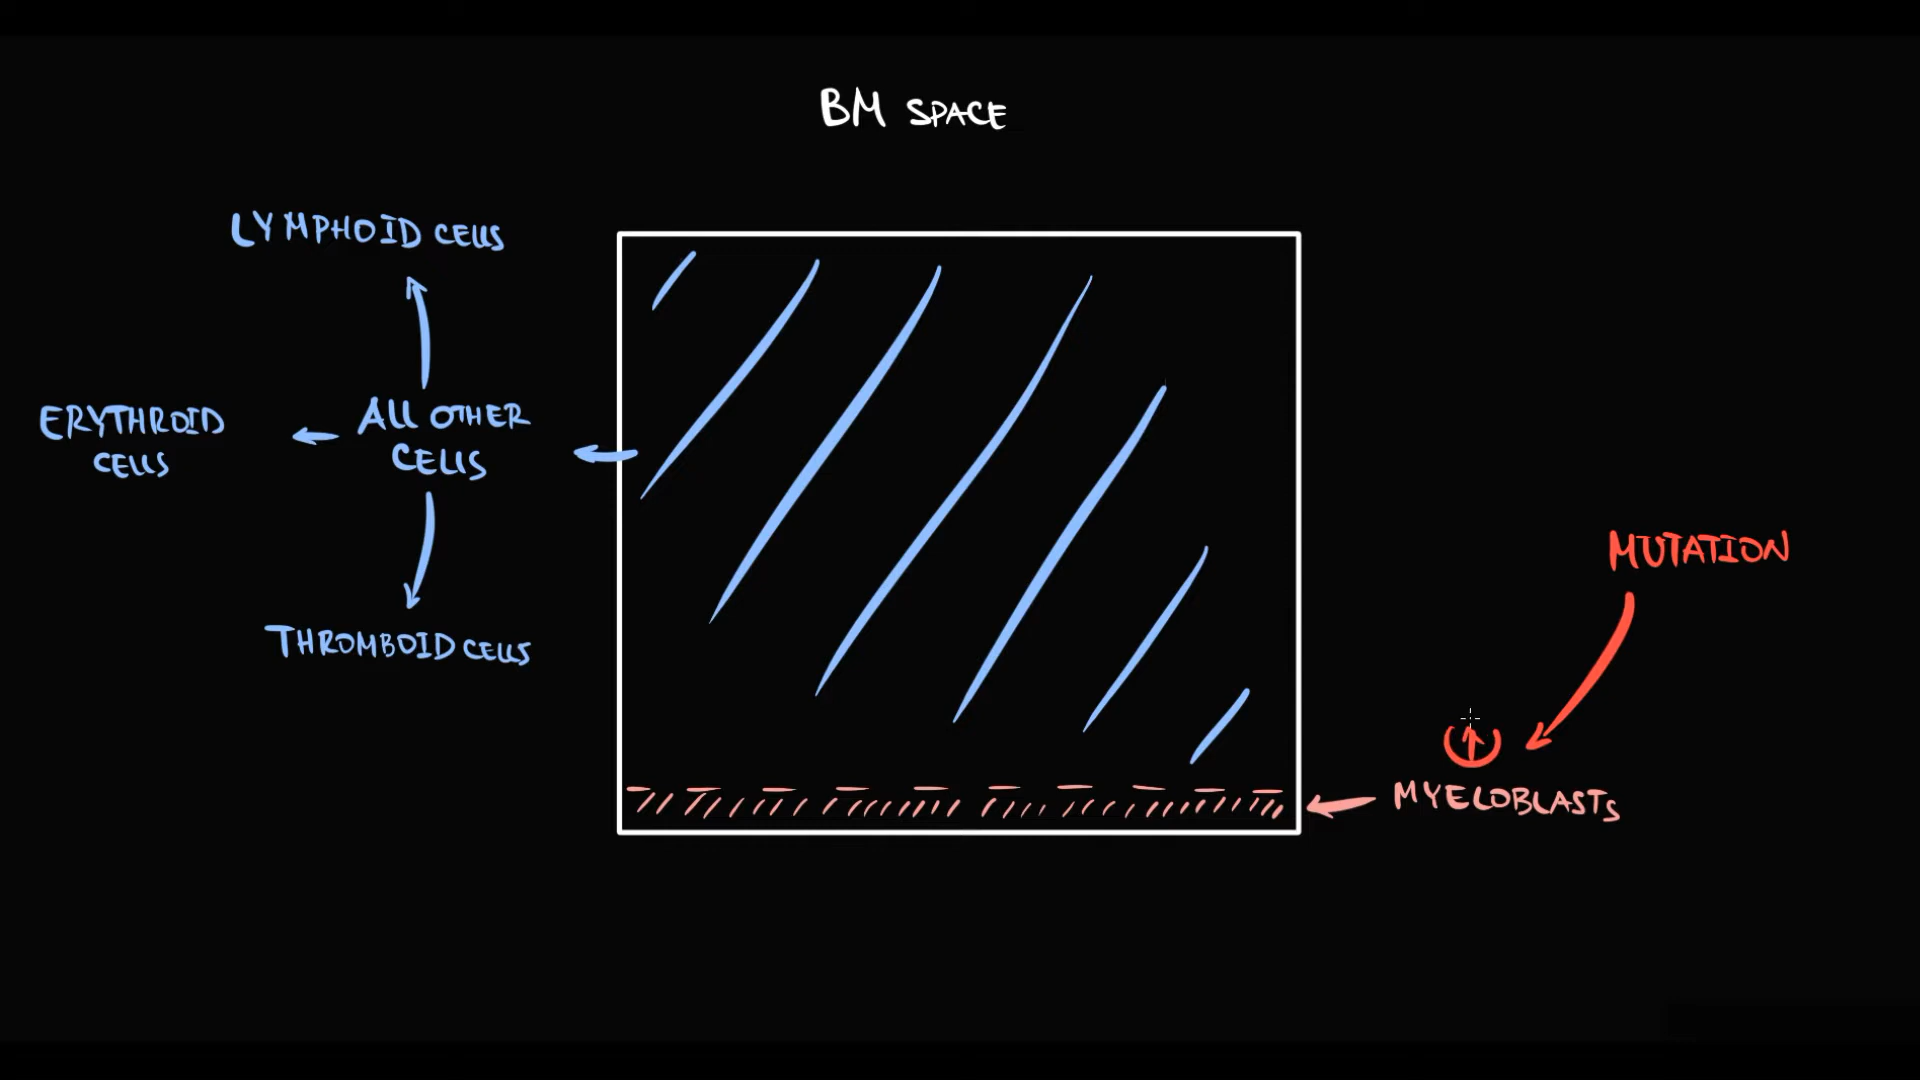 BM SPACE
LYMPHOID CELLS
ERYTHROID
CELLS
ALL OTHER
CELLS
THROMBOID CELLS
MUTATION
MYELOBLASTS